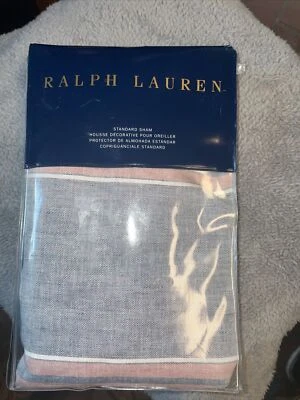 RALPH LAUREN
STANDARD SHAM
HOUSSE DÉCORATIVE POUR OREILLER
PROTECTOR DE ALMOHADA ESTÁNDAR
COPRIGUANCIALE STANDARD